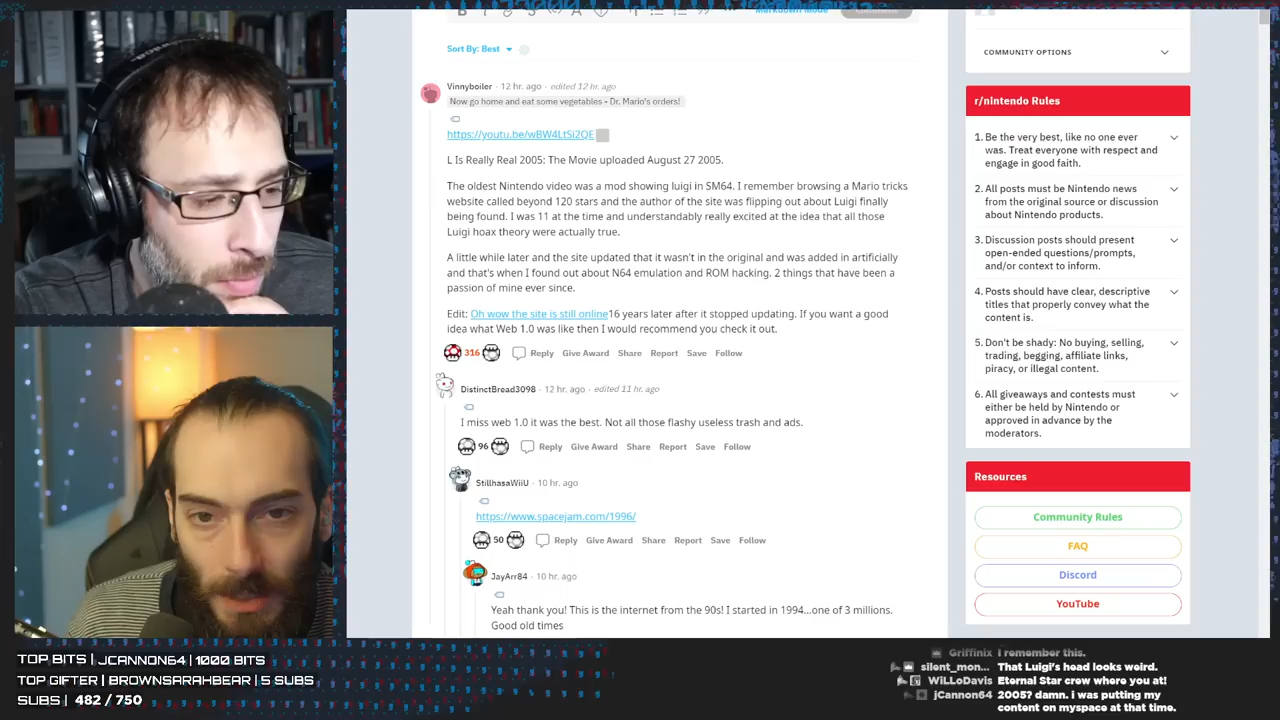 Markdown Mode
Sort By: Best
Vinnyboiler · 12 hr. ago · edited 12 hr. ago
Now go home and eat some vegetables - Dr. Mario's orders!
https://youtu.be/wBW4LtSi2QE
L Is Really Real 2005: The Movie uploaded August 27 2005.
The oldest Nintendo video was a mod showing luigi in SM64. I remember browsing a Mario tricks
website called beyond 120 stars and the author of the site was flipping out about Luigi finally
being found. I was 11 at the time and understandably really excited at the idea that all those
Luigi hoax theory were actually true.
A little while later and the site updated that it wasn't in the original and was added in artificially
and that's when I found out about N64 emulation and ROM hacking. 2 things that have been a
passion of mine ever since.
Edit: Oh wow the site is still online16 years later after it stopped updating. If you want a good
idea what Web 1.0 was like then I would recommend you check it out.
316 Reply Give Award Share Report Save Follow
DistinctBread3098 · 12 hr. ago · edited 11 hr. ago
I miss web 1.0 it was the best. Not all those flashy useless trash and ads.
96 Reply Give Award Share Report Save Follow
StillhasaWiiU · 10 hr. ago
https://www.spacejam.com/1996/
50 Reply Give Award Share Report Save Follow
JayArr84 · 10 hr. ago
Yeah thank you! This is the internet from the 90s! I started in 1994...one of 3 millions.
Good old times
COMMUNITY OPTIONS
r/nintendo Rules
1. Be the very best, like no one ever
was. Treat everyone with respect and
engage in good faith.
2. All posts must be Nintendo news
from the original source or discussion
about Nintendo products.
3. Discussion posts should present
open-ended questions/prompts,
and/or context to inform.
4. Posts should have clear, descriptive
titles that properly convey what the
content is.
5. Don't be shady: No buying, selling,
trading, begging, affiliate links,
piracy, or illegal content.
6. All giveaways and contests must
either be held by Nintendo or
approved in advance by the
moderators.
Resources
Community Rules
FAQ
Discord
YouTube
TOP BITS | JCANNON64 | 1000 BITS
TOP GIFTER | BROWNSARAHBEAR | 5 SUBS
SUBS | 482 / 750
Griffinix i remember this.
silent_mon... That Luigi's head looks weird.
WiLLoDavis Eternal Star crew where you at!
jCannon64 2005? damn. i was putting my
content on myspace at that time.